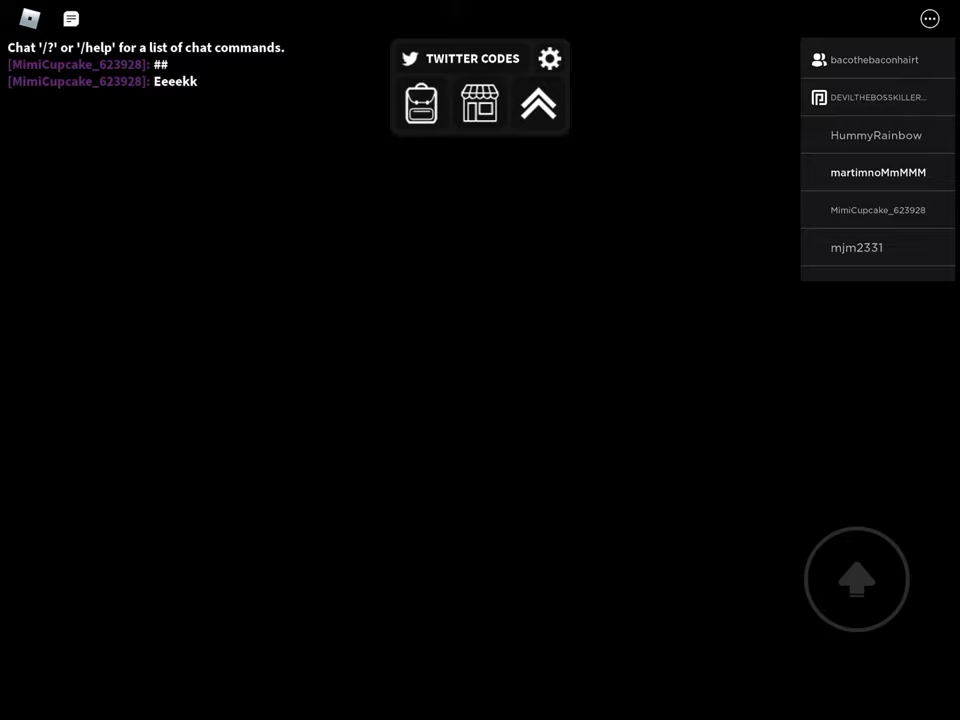 Chat '/?' or '/help' for a list of chat commands.
[MimiCupcake_623928]: ##
[MimiCupcake_623928]: Eeeekk
TWITTER CODES
bacothebaconhairt
DEVILTHEBOSSKILLER...
HummyRainbow
martimnoMmMMM
MimiCupcake_623928
mjm2331